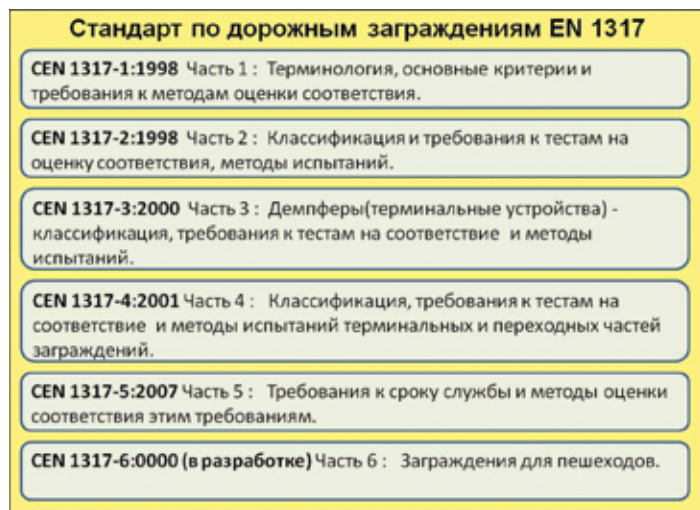 Стандарт по дорожным заграждениям EN 1317
CEN 1317-1:1998 Часть 1 : Терминология, основные критерии и
требования к методам оценки соответствия.
CEN 1317-2:1998 Часть 2 : Классификация и требования к тестам на
оценку соответствия, методы испытаний.
CEN 1317-3:2000 Часть 3 : Демпферы(терминальные устройства) -
классификация, требования к тестам на соответствие и методы
испытаний.
CEN 1317-4:2001 Часть 4 : Классификация, требования к тестам на
соответствие и методы испытаний терминальных и переходных частей
заграждений.
CEN 1317-5:2007 Часть 5 : Требования к сроку службы и методы оценки
соответствия этим требованиям.
CEN 1317-6:0000 (в разработке) Часть 6 : Заграждения для пешеходов.